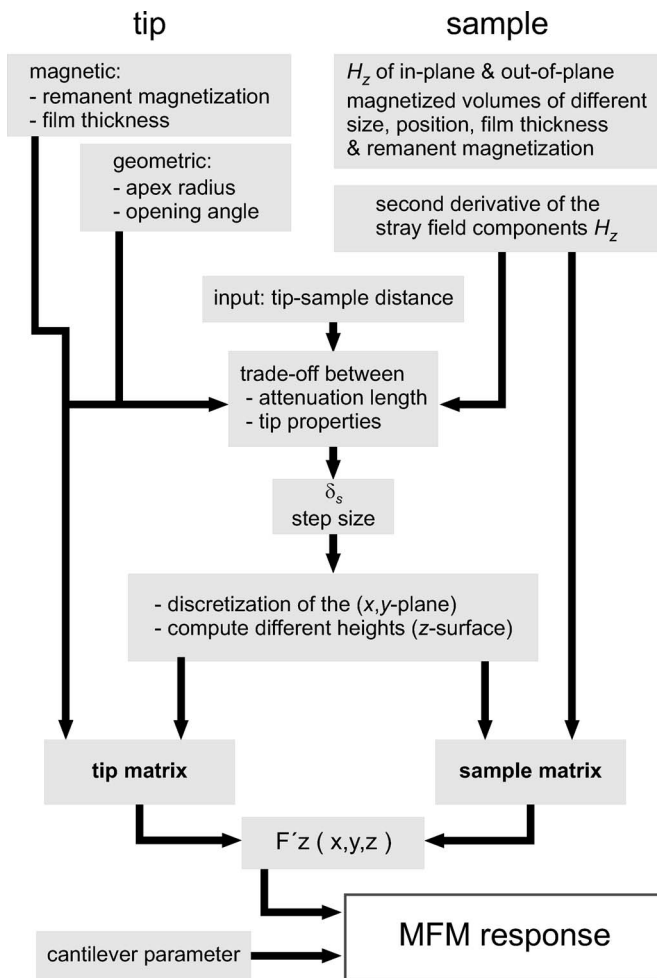 tip
sample
magnetic:
- remanent magnetization
- film thickness
H_z of in-plane & out-of-plane
magnetized volumes of different
size, position, film thickness
& remanent magnetization
geometric:
- apex radius
- opening angle
second derivative of the
stray field components H_z
input: tip-sample distance
trade-off between
- attenuation length
- tip properties
δ_s
step size
- discretization of the (x,y-plane)
- compute different heights (z-surface)
tip matrix
sample matrix
F´z ( x,y,z )
MFM response
cantilever parameter